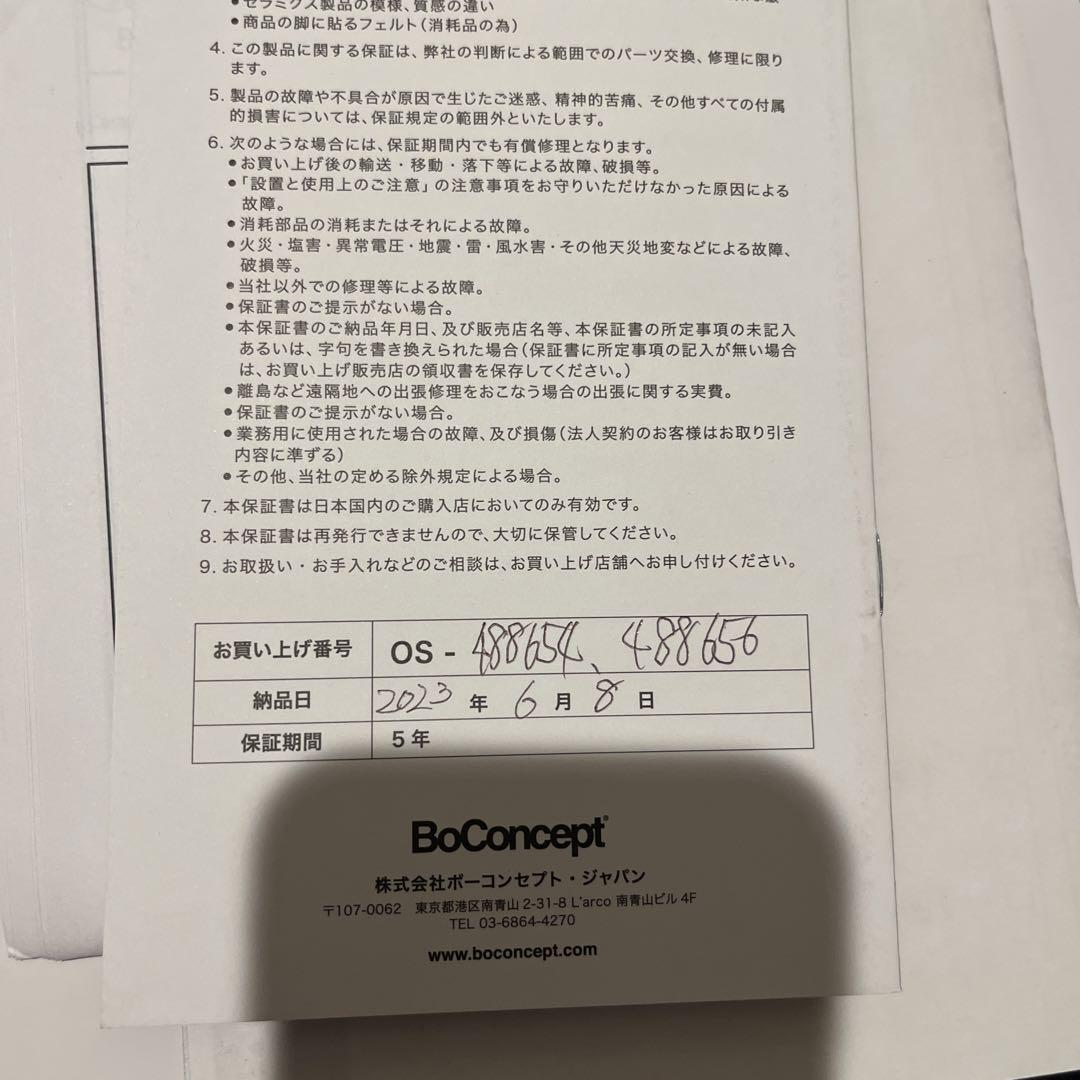 •セラミクス製品の模様、質感の違い
•商品の脚に貼るフェルト(消耗品の為)
4. この製品に関する保証は、弊社の判断による範囲でのパーツ交換、修理に限り
ます。
5. 製品の故障や不具合が原因で生じたご迷惑、精神的苦痛、その他すべての付属
的損害については、保証規定の範囲外といたします。
6. 次のような場合には、保証期間内でも有償修理となります。
•お買い上げ後の輸送・移動・落下等による故障、破損等。
•「設置と使用上のご注意」の注意事項をお守りいただけなかった原因による
故障。
•消耗部品の消耗またはそれによる故障。
•火災・塩害・異常電圧・地震・雷・風水害・その他天災地変などによる故障、
破損等。
•当社以外での修理等による故障。
•保証書のご提示がない場合。
•本保証書のご納品年月日、及び販売店名等、本保証書の所定事項の未記入
あるいは、字句を書き換えられた場合(保証書に所定事項の記入が無い場合
は、お買い上げ販売店の領収書を保存してください。)
•離島など遠隔地への出張修理をおこなう場合の出張に関する実費。
•保証書のご提示がない場合。
•業務用に使用された場合の故障、及び損傷(法人契約のお客様はお取り引き
内容に準ずる)
•その他、当社の定める除外規定による場合。
7. 本保証書は日本国内のご購入店においてのみ有効です。
8. 本保証書は再発行できませんので、大切に保管してください。
9. お取扱い・お手入れなどのご相談は、お買い上げ店舗へお申し付けください。
お買い上げ番号 OS - 488654、488656
納品日 2023 年 6 月 8 日
保証期間 5 年
BoConcept®
株式会社ボーコンセプト・ジャパン
〒107-0062 東京都港区南青山 2-31-8 L'arco 南青山ビル 4F
TEL 03-6864-4270
www.boconcept.com